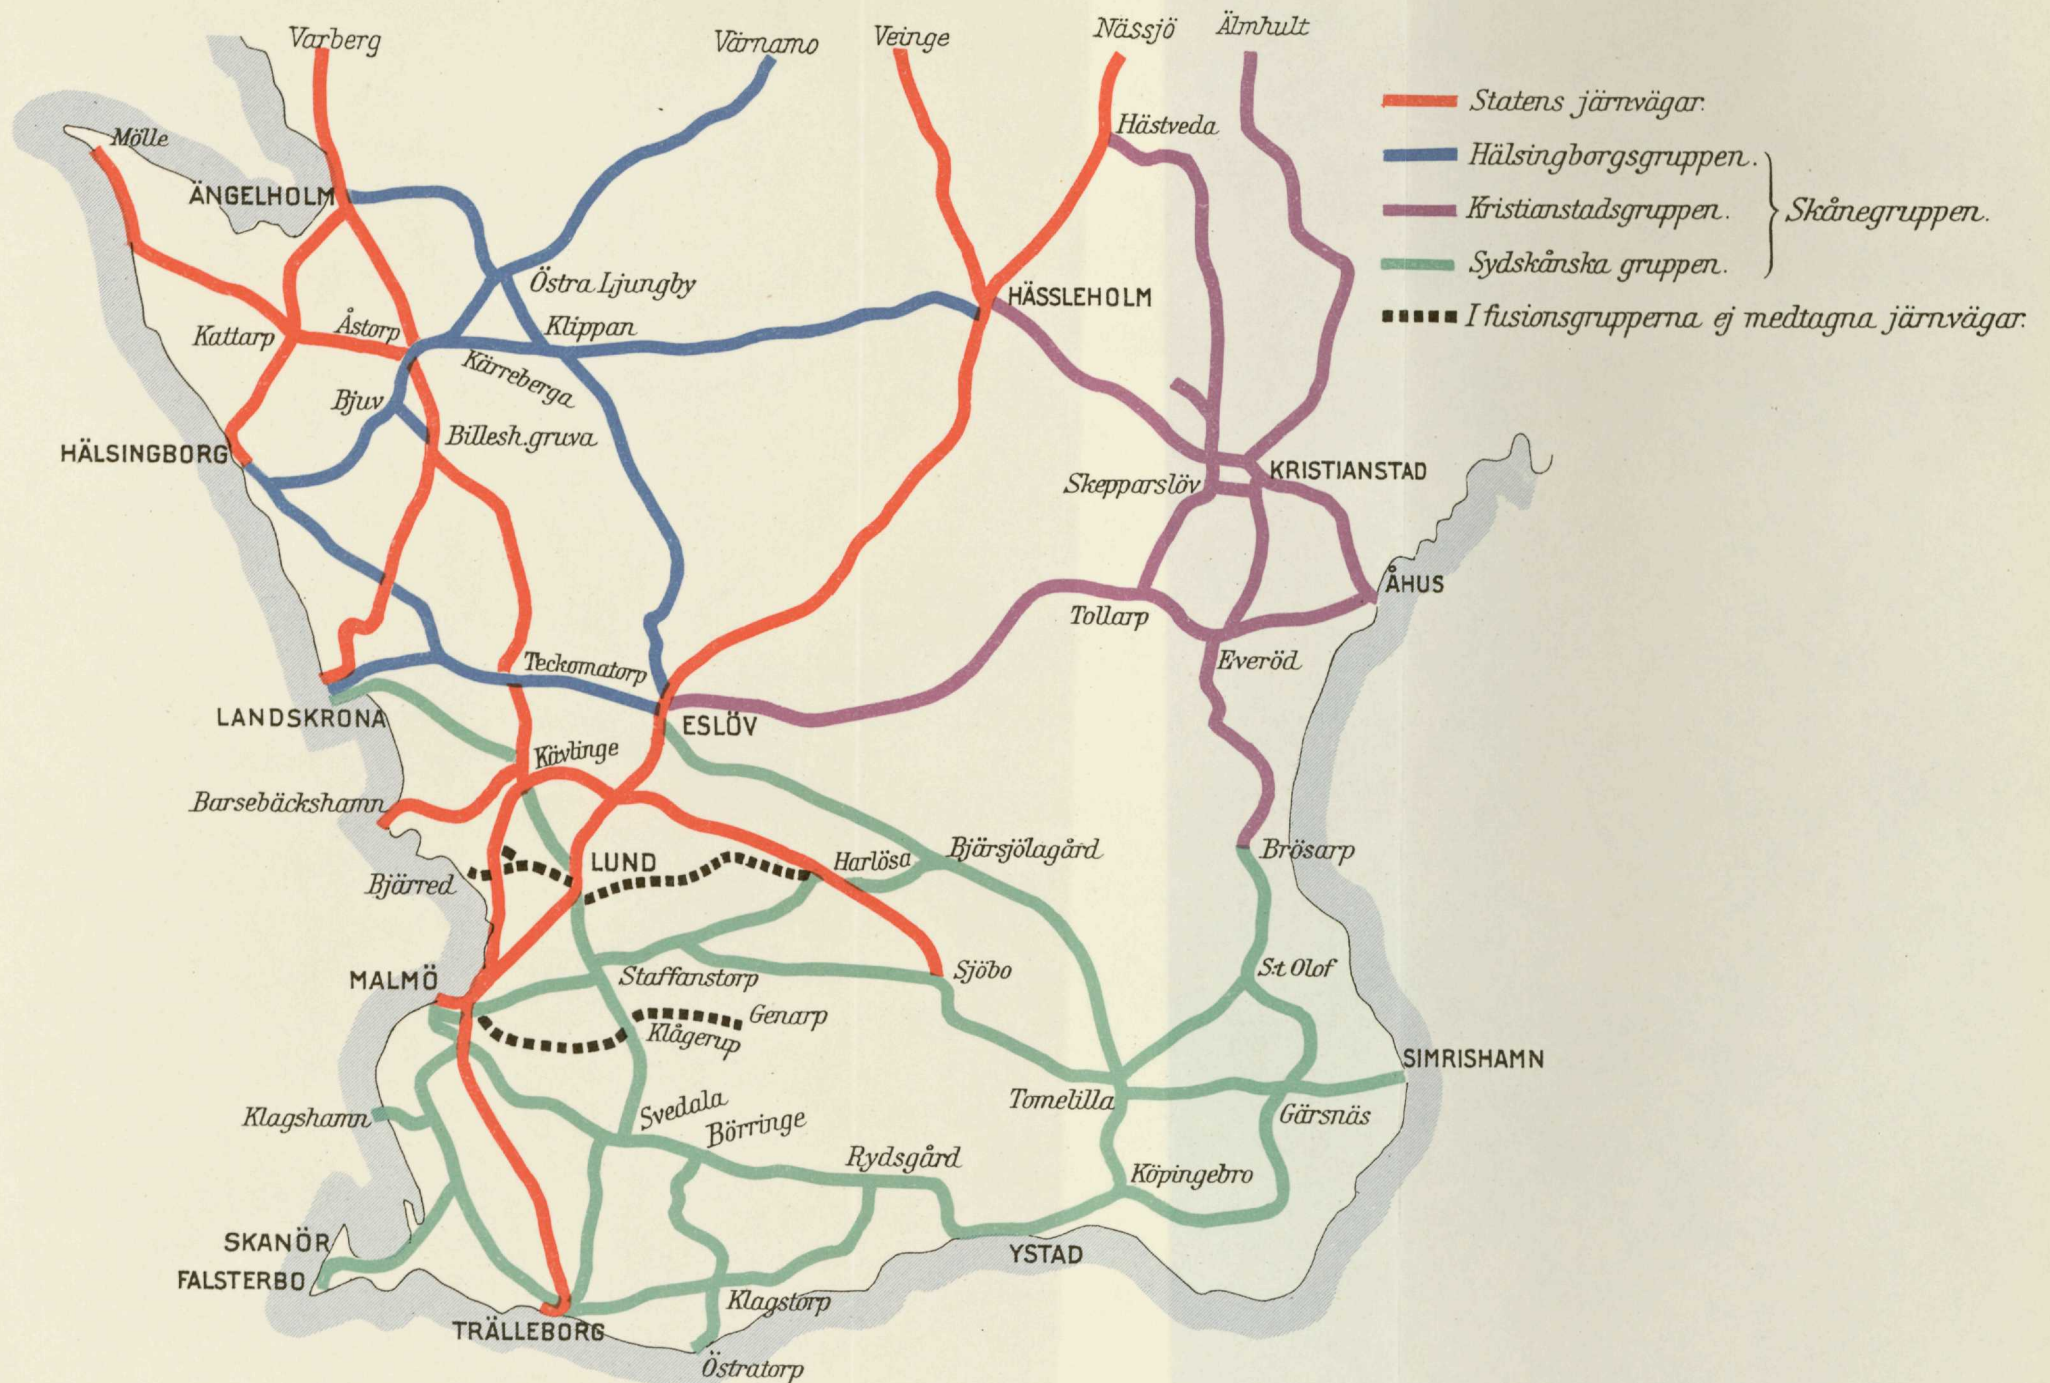 Varberg
Värnamo
Veinge
Nässjö
Älmhult
Statens järnvägar.
Hälsingborgsgruppen.
Kristianstadsgruppen.
Skånegruppen.
Sydskånska gruppen.
I fusionsgrupperna ej medtagna järnvägar.
Mölle
Hästveda
ÄNGELHOLM
Östra Ljungby
HÄSSLEHOLM
Kattarp
Åstorp
Klippan
Kärreberga
Bjuv
Billesh. gruva
HÄLSINGBORG
KRISTIANSTAD
Skepparslöv
ÅHUS
Tollarp
Everöd
Teckomatorp
LANDSKRONA
ESLÖV
Kävlinge
Barsebäckshamn
Bjärred
LUND
Harlösa
Bjärsjölagård
Brösarp
MALMÖ
Staffanstorp
Sjöbo
S:t Olof
Genarp
Klågerup
SIMRISHAMN
Tomelilla
Gärsnäs
Klagshamn
Svedala
Börringe
Rydsgård
Köpingebro
SKANÖR
FALSTERBO
YSTAD
Klagstorp
TRÄLLEBORG
Östratorp